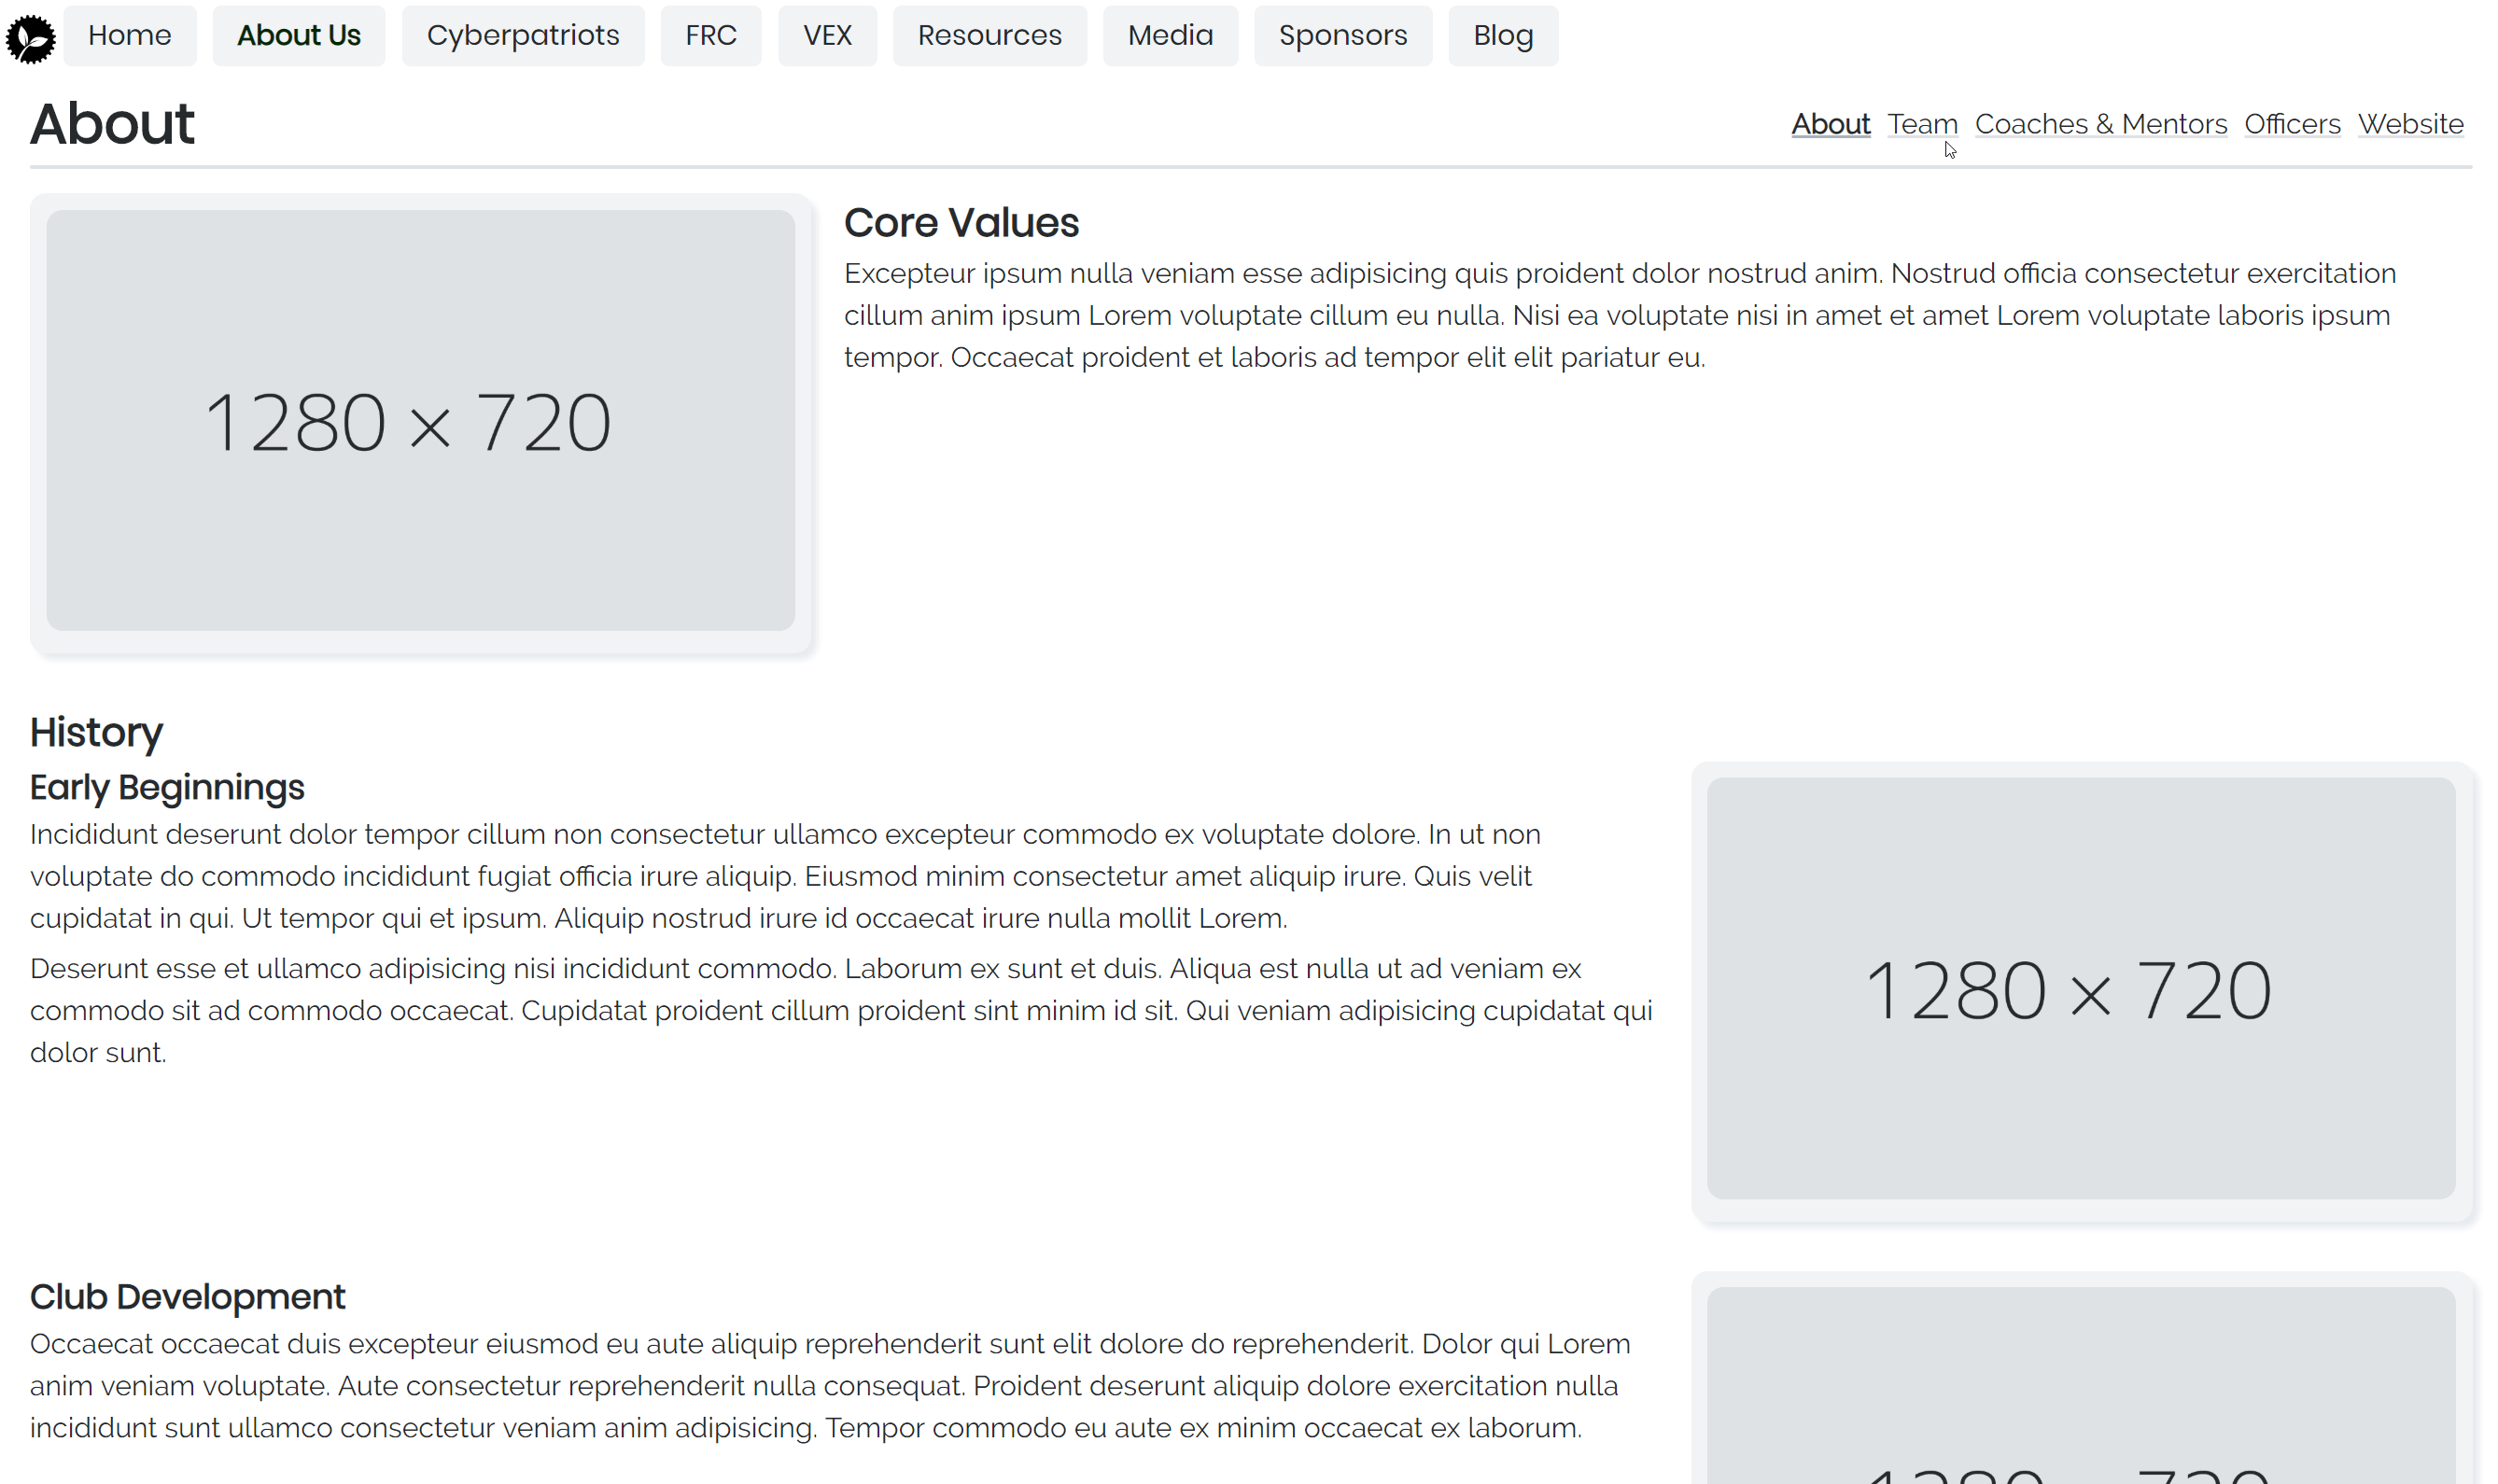 Home About Us Cyberpatriots FRC VEX Resources Media Sponsors Blog
About
About Team Coaches & Mentors Officers Website
1280 × 720
Core Values
Excepteur ipsum nulla veniam esse adipisicing quis proident dolor nostrud anim. Nostrud officia consectetur exercitation
cillum anim ipsum Lorem voluptate cillum eu nulla. Nisi ea voluptate nisi in amet et amet Lorem voluptate laboris ipsum
tempor. Occaecat proident et laboris ad tempor elit elit pariatur eu.
History
Early Beginnings
Incididunt deserunt dolor tempor cillum non consectetur ullamco excepteur commodo ex voluptate dolore. In ut non
voluptate do commodo incididunt fugiat officia irure aliquip. Eiusmod minim consectetur amet aliquip irure. Quis velit
cupidatat in qui. Ut tempor qui et ipsum. Aliquip nostrud irure id occaecat irure nulla mollit Lorem.
Deserunt esse et ullamco adipisicing nisi incididunt commodo. Laborum ex sunt et duis. Aliqua est nulla ut ad veniam ex
commodo sit ad commodo occaecat. Cupidatat proident cillum proident sint minim id sit. Qui veniam adipisicing cupidatat qui
dolor sunt.
1280 × 720
Club Development
Occaecat occaecat duis excepteur eiusmod eu aute aliquip reprehenderit sunt elit dolore do reprehenderit. Dolor qui Lorem
anim veniam voluptate. Aute consectetur reprehenderit nulla consequat. Proident deserunt aliquip dolore exercitation nulla
incididunt sunt ullamco consectetur veniam anim adipisicing. Tempor commodo eu aute ex minim occaecat ex laborum.